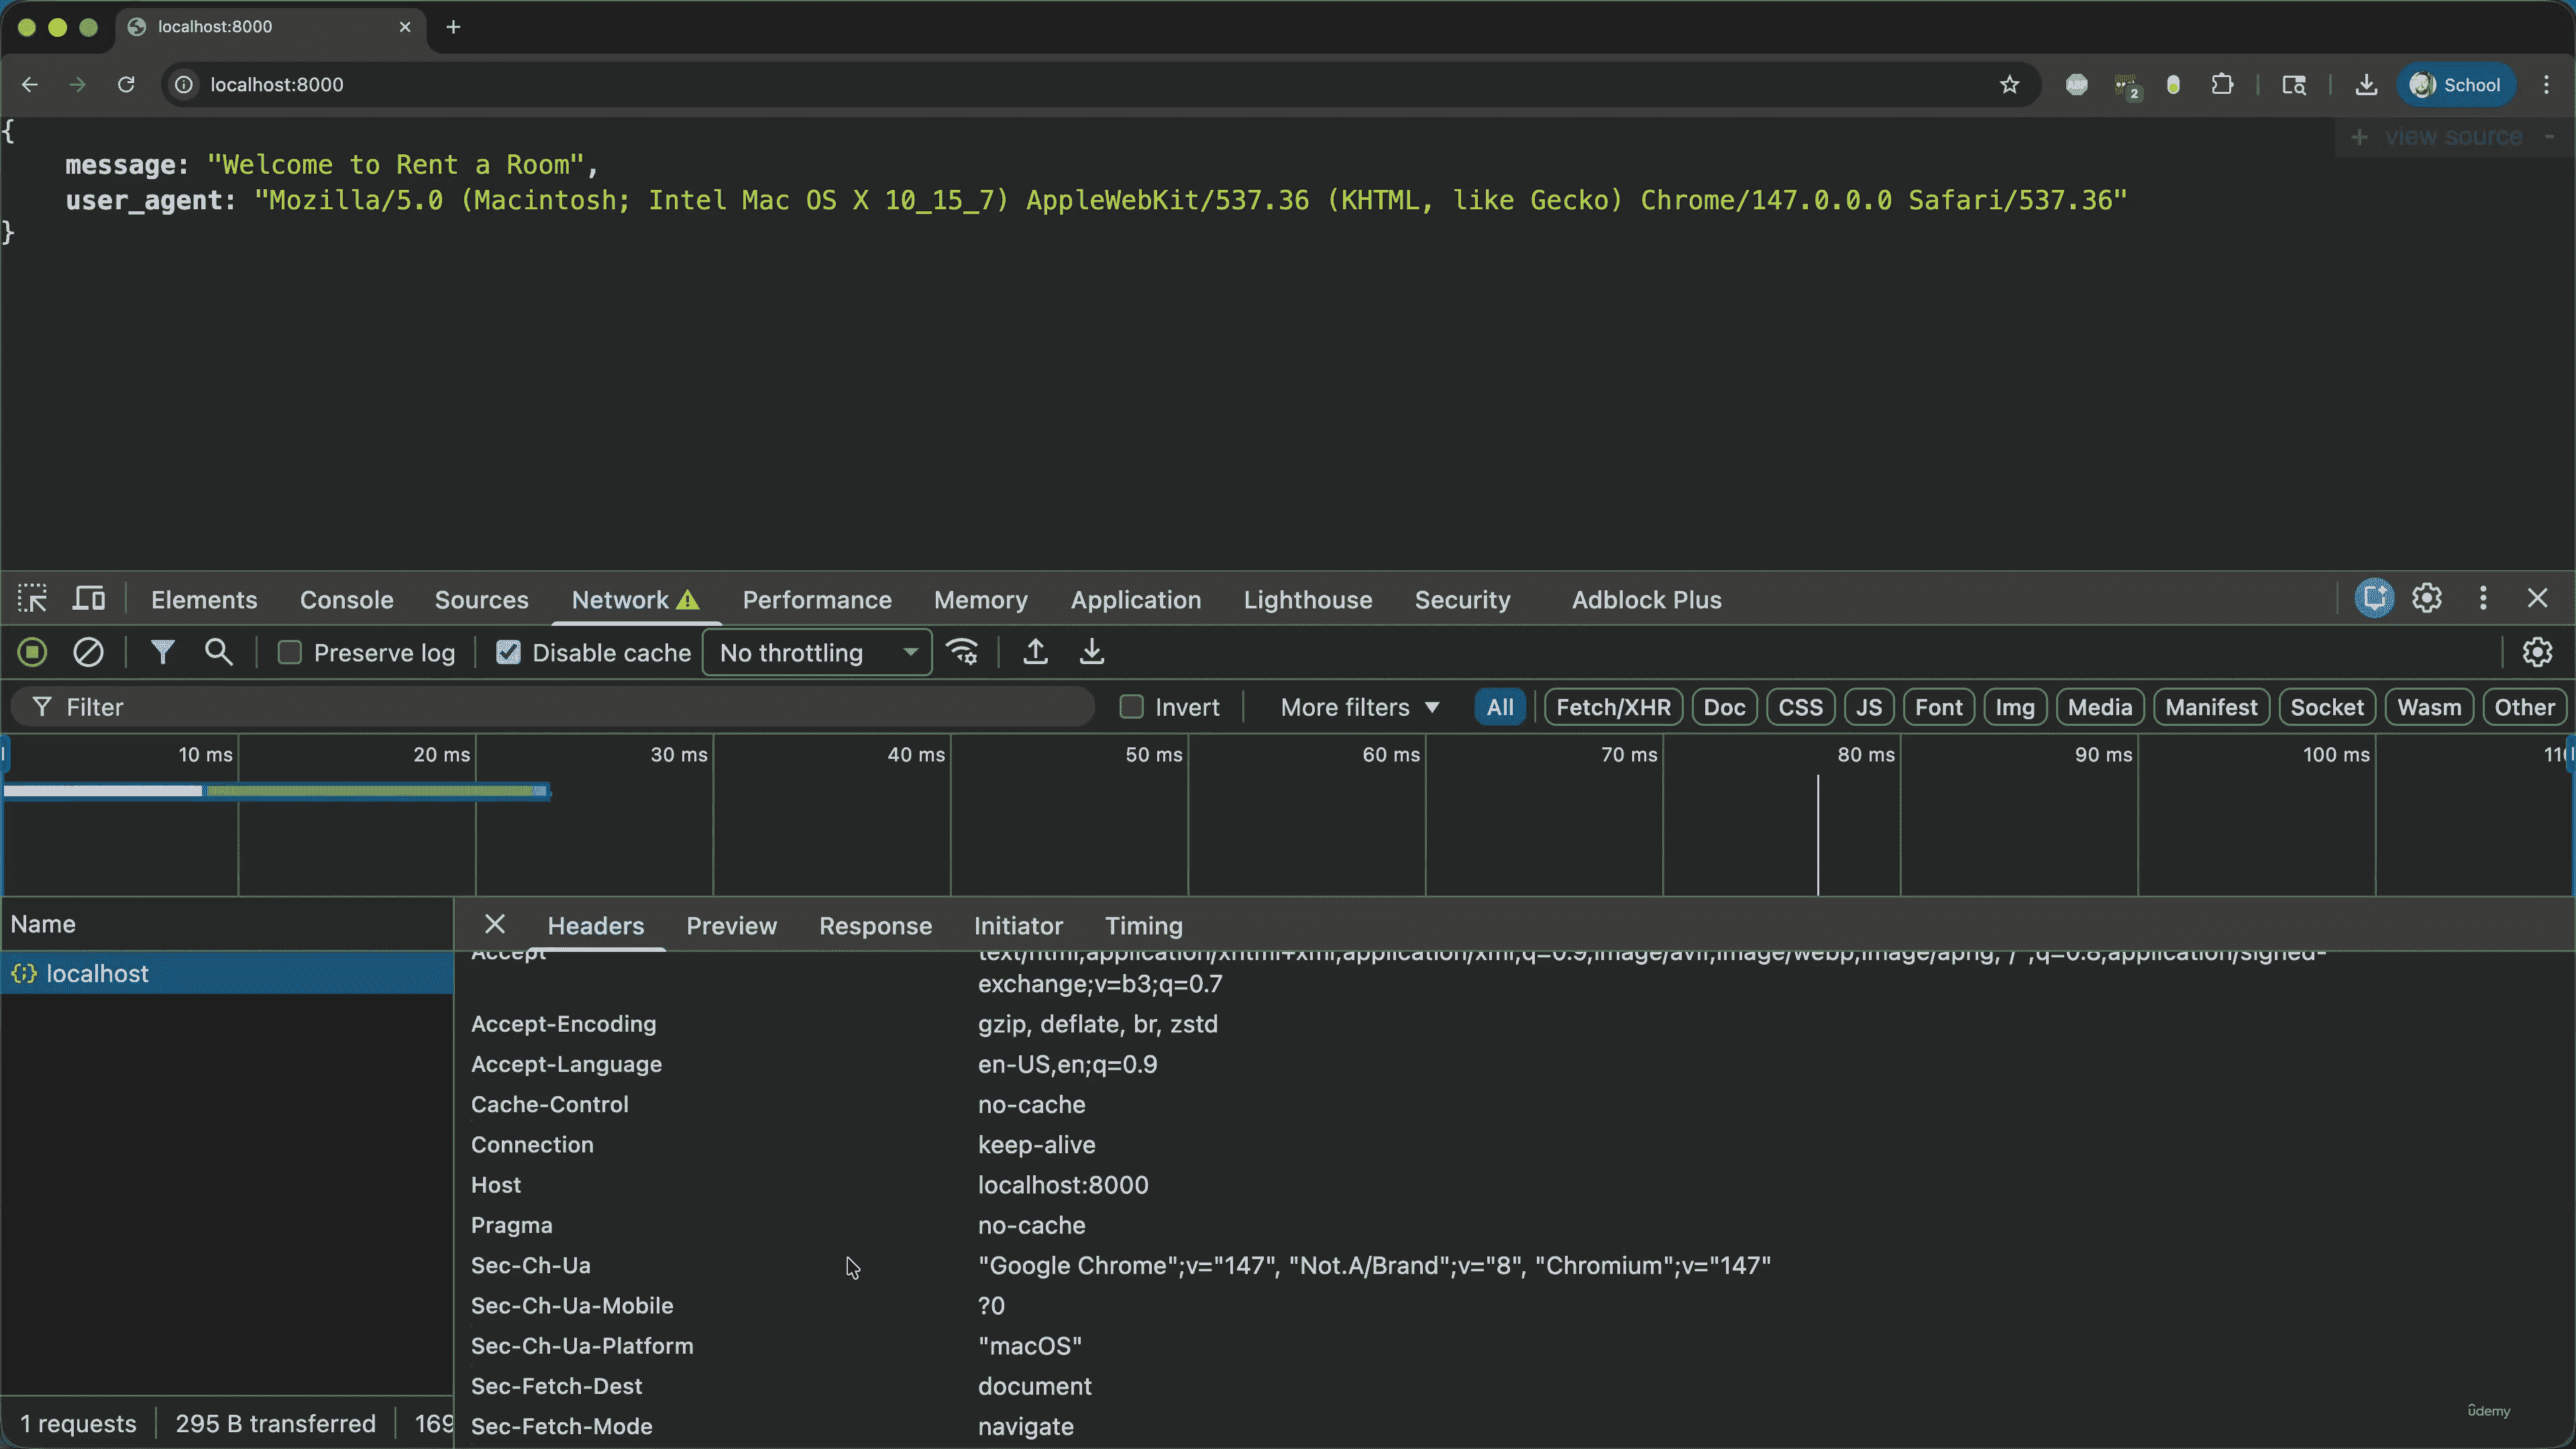 localhost:8000
localhost:8000
ABP
2
School
{
message: "Welcome to Rent a Room",
user_agent: "Mozilla/5.0 (Macintosh; Intel Mac OS X 10_15_7) AppleWebKit/537.36 (KHTML, like Gecko) Chrome/147.0.0.0 Safari/537.36"
}
+ view source -
Elements Console Sources Network Performance Memory Application Lighthouse Security Adblock Plus
Preserve log Disable cache No throttling
Filter Invert More filters All Fetch/XHR Doc CSS JS Font Img Media Manifest Socket Wasm Other
10 ms 20 ms 30 ms 40 ms 50 ms 60 ms 70 ms 80 ms 90 ms 100 ms
Name Headers Preview Response Initiator Timing
{;} localhost
Accept
exchange;v=b3;q=0.7
Accept-Encoding gzip, deflate, br, zstd
Accept-Language en-US,en;q=0.9
Cache-Control no-cache
Connection keep-alive
Host localhost:8000
Pragma no-cache
Sec-Ch-Ua "Google Chrome";v="147", "Not.A/Brand";v="8", "Chromium";v="147"
Sec-Ch-Ua-Mobile ?0
Sec-Ch-Ua-Platform "macOS"
Sec-Fetch-Dest document
Sec-Fetch-Mode navigate
1 requests 295 B transferred 169
ûdemy